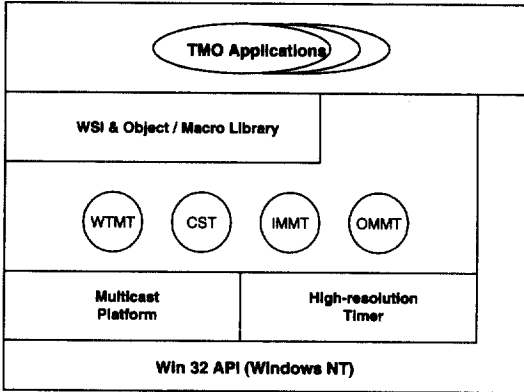 TMO Applications
WSI & Object / Macro Library
WTMT CST IMMT OMMT
Multicast
Platform
High-resolution
Timer
Win 32 API (Windows NT)